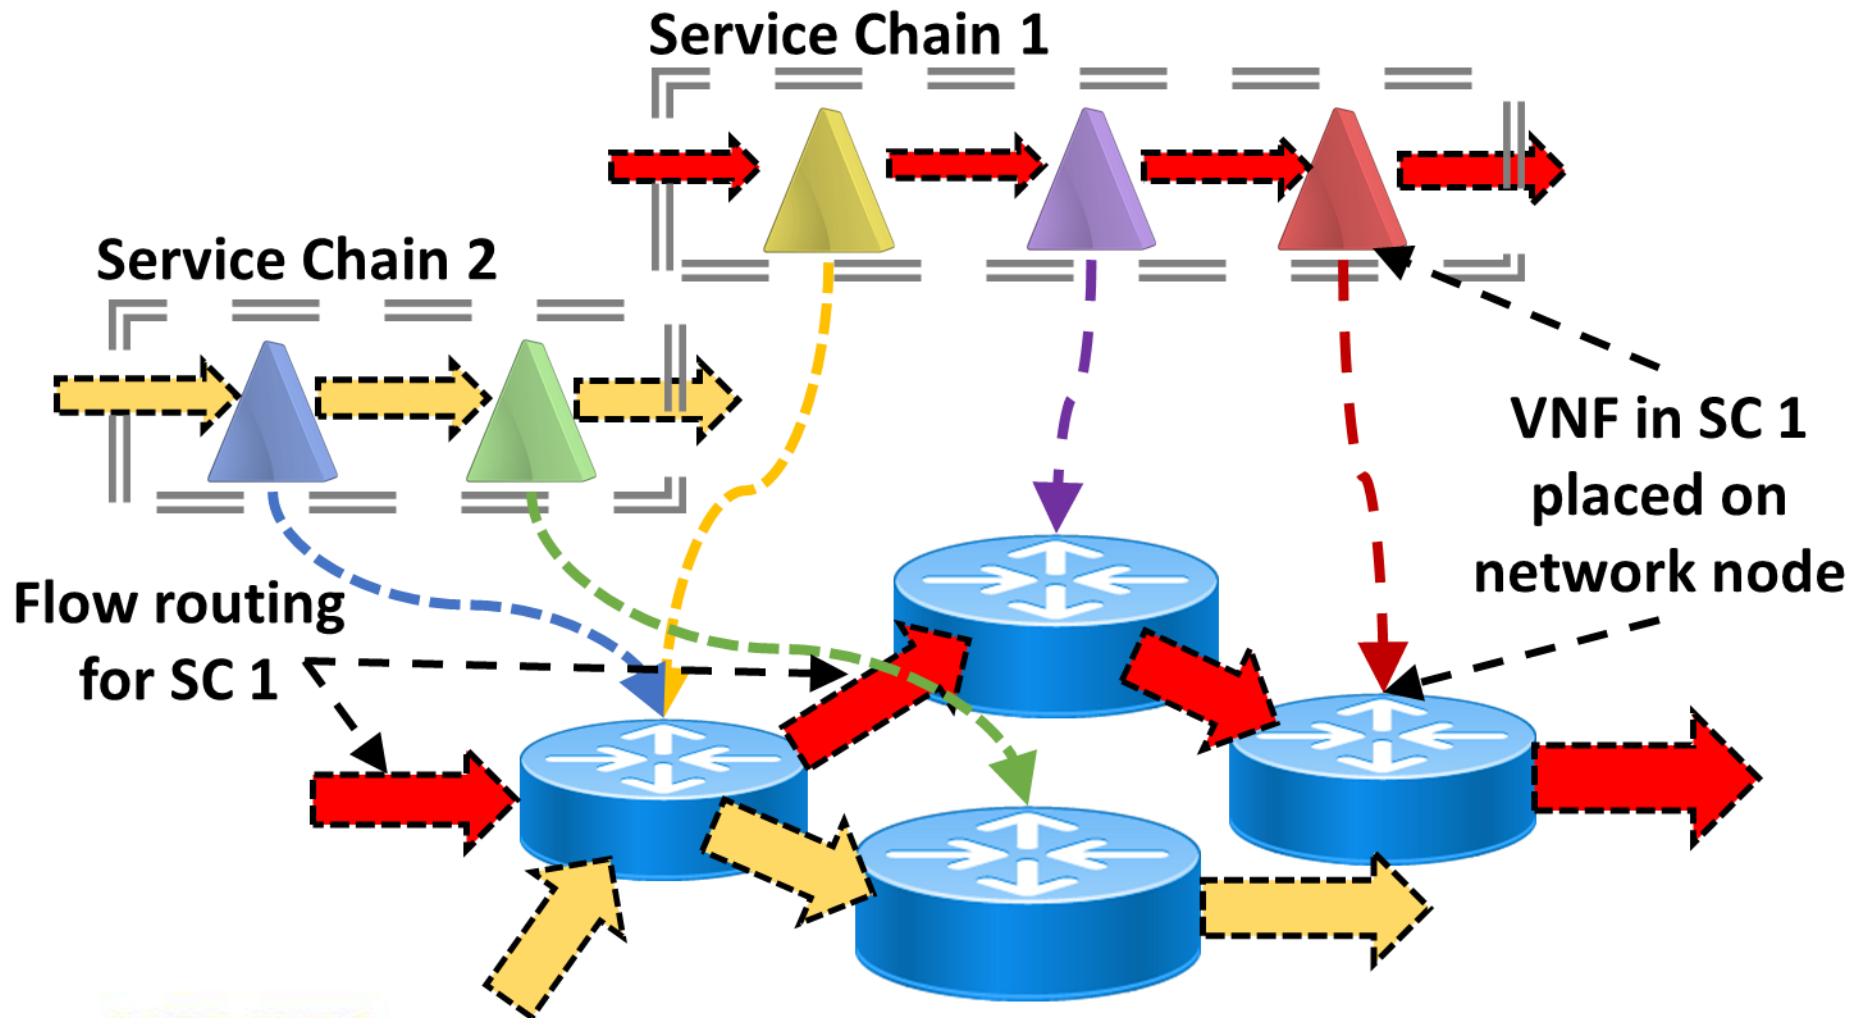 Service Chain 1
Service Chain 2
VNF in SC 1
placed on
network node
Flow routing
for SC 1